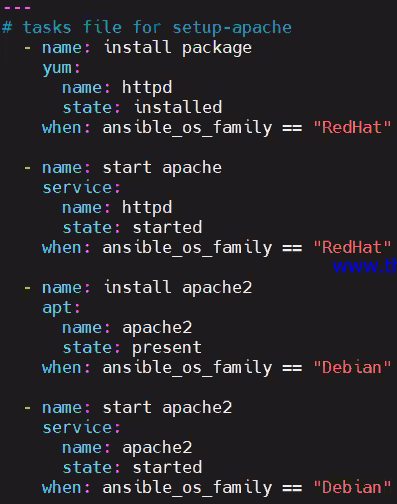 ---
# tasks file for setup-apache
  - name: install package
    yum:
      name: httpd
      state: installed
    when: ansible_os_family == "RedHat"

  - name: start apache
    service:
      name: httpd
      state: started
    when: ansible_os_family == "RedHat"
www.th
  - name: install apache2
    apt:
      name: apache2
      state: present
    when: ansible_os_family == "Debian"

  - name: start apache2
    service:
      name: apache2
      state: started
    when: ansible_os_family == "Debian"